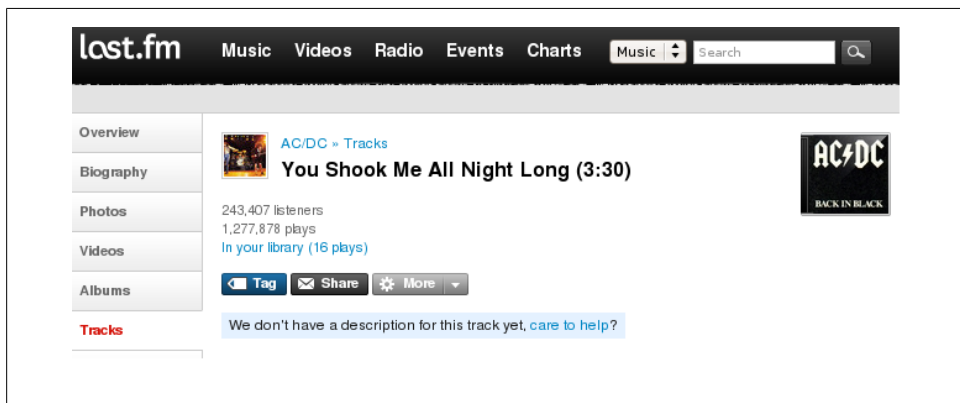 last.fm Music Videos Radio Events Charts Music Search
Overview
Biography
Photos
Videos
Albums
Tracks
AC/DC » Tracks
You Shook Me All Night Long (3:30)
243,407 listeners
1,277,878 plays
In your library (16 plays)
Tag Share More
We don't have a description for this track yet, care to help?
AC/DC
BACK IN BLACK